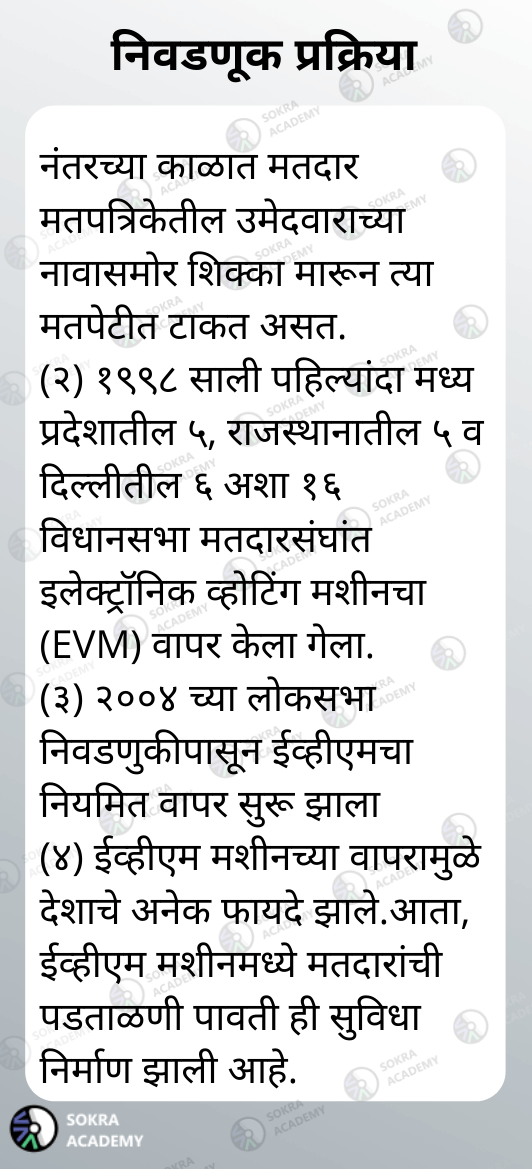 निवडणूक प्रक्रिया
नंतरच्या काळात मतदार
मतपत्रिकेतील उमेदवाराच्या
नावासमोर शिक्का मारून त्या
मतपेटीत टाकत असत.
(२) १९९८ साली पहिल्यांदा मध्य
प्रदेशातील ५, राजस्थानातील ५ व
दिल्लीतील ६ अशा १६
विधानसभा मतदारसंघांत
इलेक्ट्रॉनिक व्होटिंग मशीनचा
(EVM) वापर केला गेला.
(३) २००४ च्या लोकसभा
निवडणुकीपासून ईव्हीएमचा
नियमित वापर सुरू झाला
(४) ईव्हीएम मशीनच्या वापरामुळे
देशाचे अनेक फायदे झाले.आता,
ईव्हीएम मशीनमध्ये मतदारांची
पडताळणी पावती ही सुविधा
निर्माण झाली आहे.
SOKRA
ACADEMY